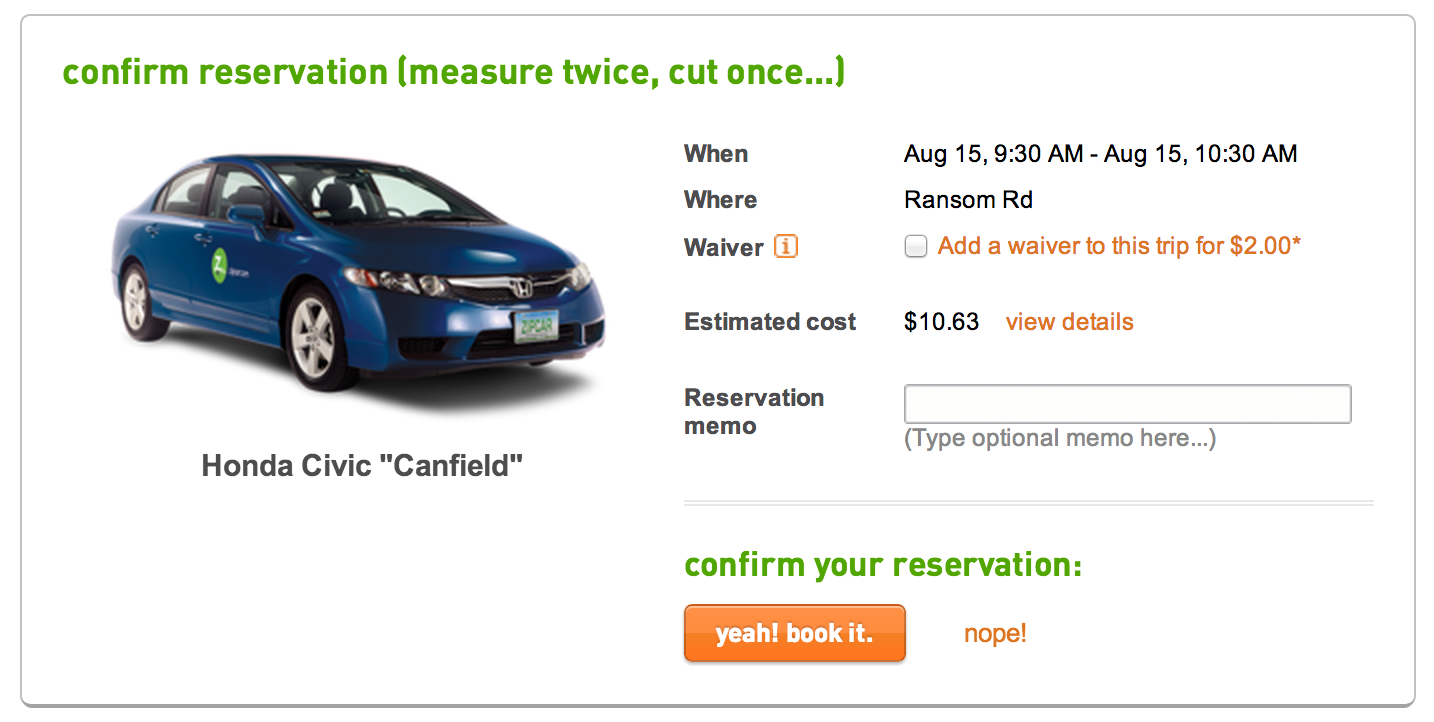 confirm reservation (measure twice, cut once...)
When Aug 15, 9:30 AM - Aug 15, 10:30 AM
Where Ransom Rd
Waiver i Add a waiver to this trip for $2.00*
Estimated cost $10.63 view details
Reservation
memo
(Type optional memo here...)
Z
ZIPCAR
Honda Civic "Canfield"
confirm your reservation:
yeah! book it. nope!